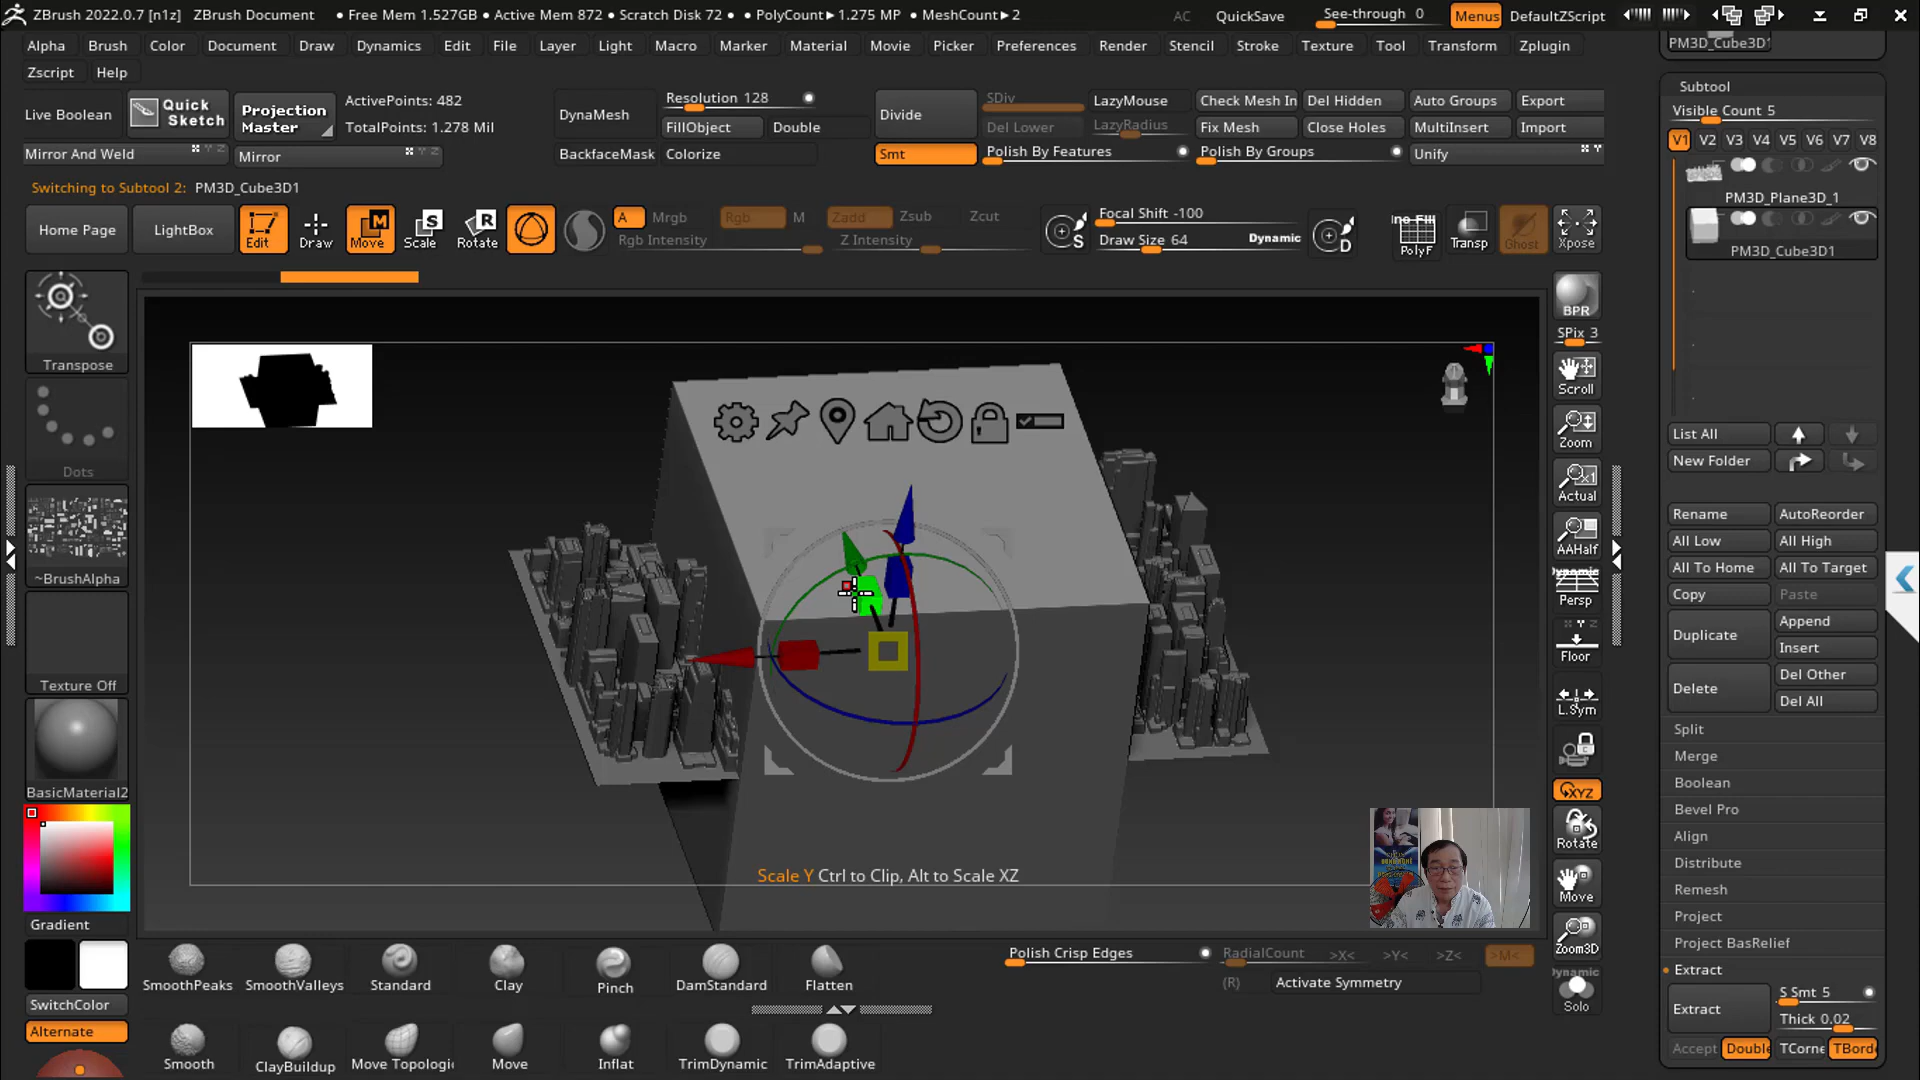 ZBrush 2022.0.7 [n1z] ZBrush Document • Free Mem 1.527GB • Active Mem 872 • Scratch Disk 72 • PolyCount▸ 1.275 MP • MeshCount▸ 2 AC QuickSave See-through 0 Menus DefaultZScript
Alpha Brush Color Document Draw Dynamics Edit File Layer Light Macro Marker Material Movie Picker Preferences Render Stencil Stroke Texture Tool Transform Zplugin
Zscript Help
PM3D_Cube3D1
Subtool
Visible Count 5
V1 V2 V3 V4 V5 V6 V7 V8
Live Boolean Quick Sketch Projection Master ActivePoints: 482
TotalPoints: 1.278 Mil
DynaMesh Resolution 128
FillObject Double
BackfaceMask Colorize
Divide SDiv
Del Lower
Smt Polish By Features
LazyMouse
LazyRadius
Check Mesh In Del Hidden Auto Groups Export
Fix Mesh Close Holes MultiInsert Import
Polish By Groups Unify
Mirror And Weld Mirror
Switching to Subtool 2: PM3D_Cube3D1
Home Page LightBox Edit Draw Move Scale Rotate
A Mrgb Rgb M Zadd Zsub Zcut
Rgb Intensity Z Intensity
S Focal Shift -100
Draw Size 64 Dynamic D
PolyF Transp Ghost Xpose
PM3D_Plane3D_1
PM3D_Cube3D1
Transpose
Dots
~BrushAlpha
Texture Off
BasicMaterial2
Gradient
SwitchColor
Alternate
BPR
SPix 3
Scroll
Zoom
Actual
AAHalf
Dynamic
Persp
Floor
L.Sym
XYZ
Rotate
Move
Zoom3D
Dynamic
Solo
Scale Y Ctrl to Clip, Alt to Scale XZ
List All
New Folder
Rename AutoReorder
All Low All High
All To Home All To Target
Copy Paste
Duplicate Append
Insert
Delete Del Other
Del All
Split
Merge
Boolean
Bevel Pro
Align
Distribute
Remesh
Project
Project BasRelief
Extract
Extract S Smt 5
Thick 0.02
Accept Double TCorne TBord
SmoothPeaks SmoothValleys Standard Clay Pinch DamStandard Flatten
Polish Crisp Edges RadialCount >X< >Y< >Z< >M<
(R) Activate Symmetry
Smooth ClayBuildup Move Topologi Move Inflat TrimDynamic TrimAdaptive